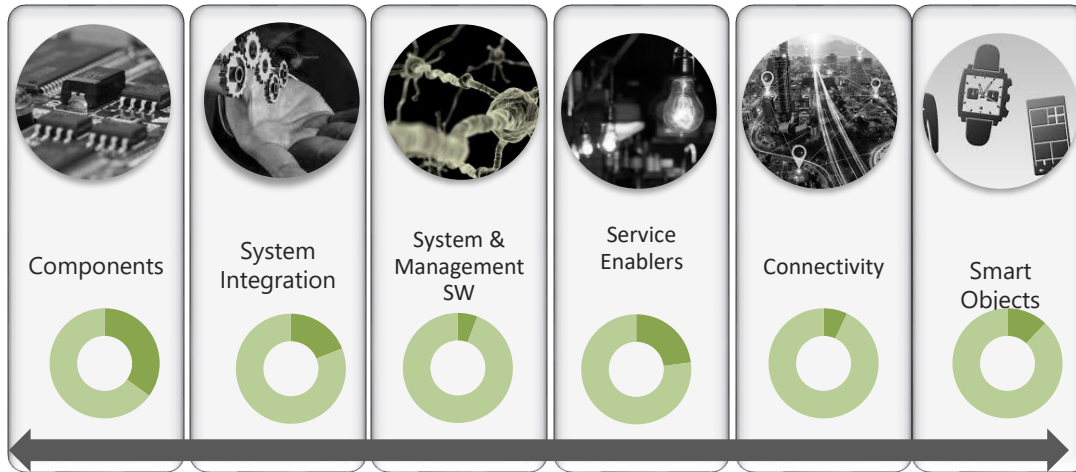 Components
System
Integration
System &
Management
SW
Service
Enablers
Connectivity
Smart
Objects